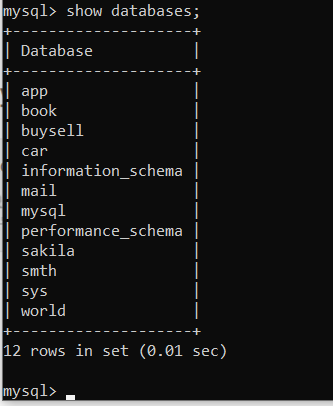 mysql> show databases;
+--------------------+
| Database           |
+--------------------+
| app                |
| book               |
| buysell            |
| car                |
| information_schema |
| mail               |
| mysql              |
| performance_schema |
| sakila             |
| smth               |
| sys                |
| world              |
+--------------------+
12 rows in set (0.01 sec)
mysql>